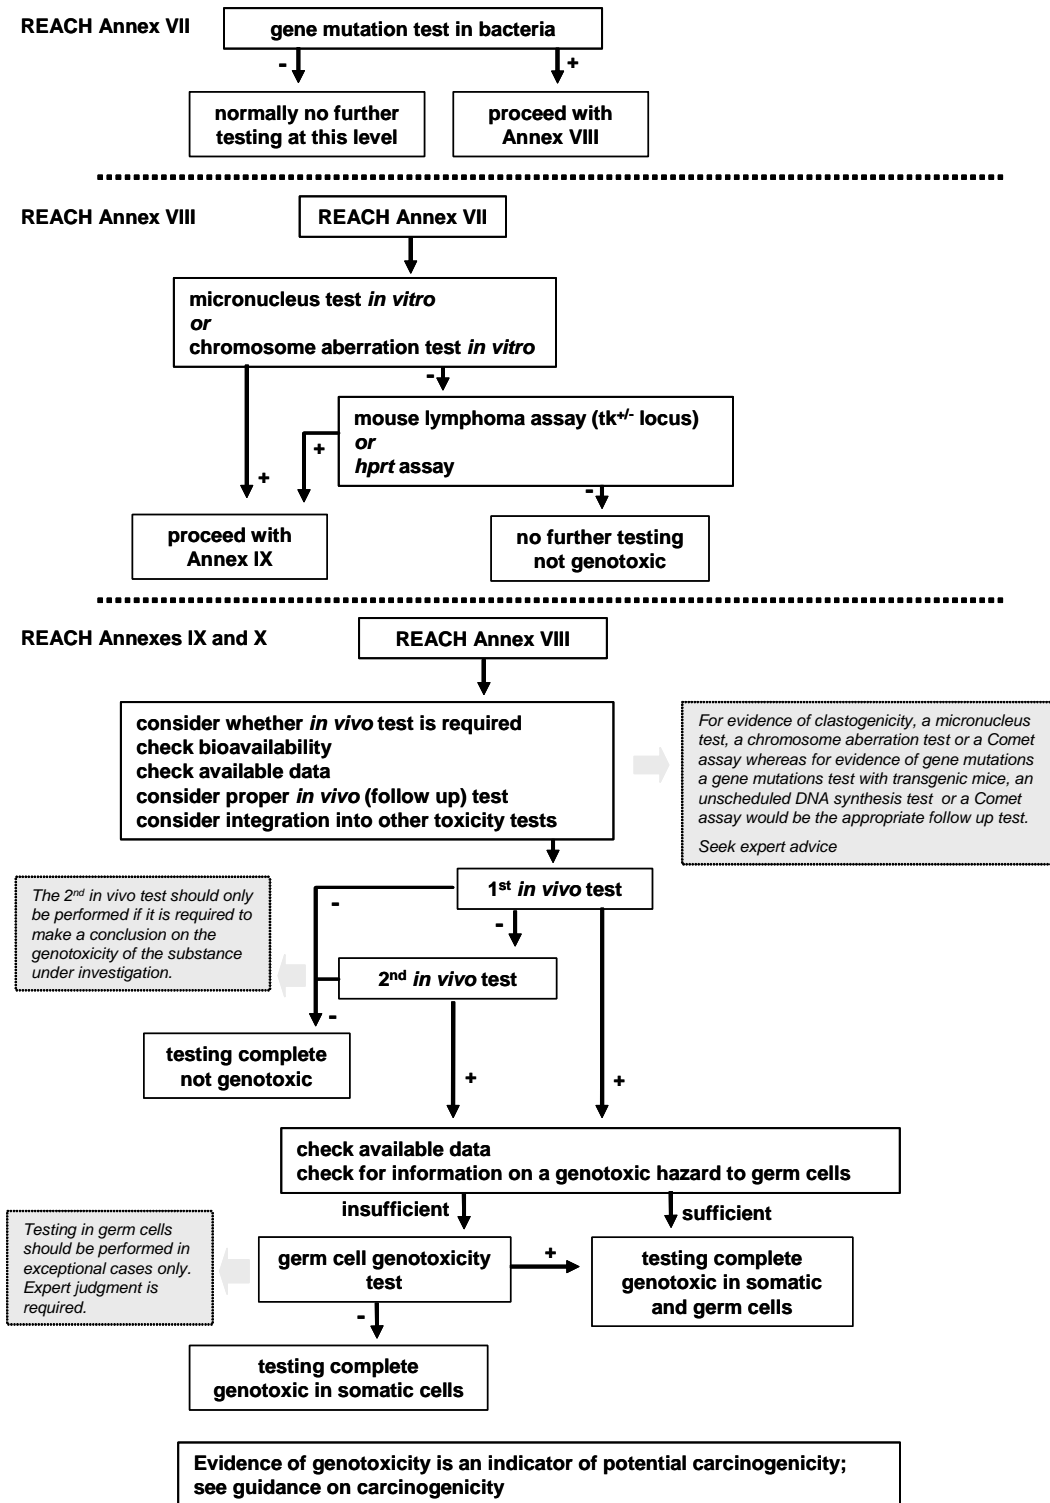 REACH Annex VII
gene mutation test in bacteria
-
+
normally no further
testing at this level
proceed with
Annex VIII
REACH Annex VIII
REACH Annex VII
micronucleus test in vitro
or
chromosome aberration test in vitro
-
mouse lymphoma assay (tk+/- locus)
or
hprt assay
+
+
-
proceed with
Annex IX
no further testing
not genotoxic
REACH Annexes IX and X
REACH Annex VIII
consider whether in vivo test is required
check bioavailability
check available data
consider proper in vivo (follow up) test
consider integration into other toxicity tests
For evidence of clastogenicity, a micronucleus
test, a chromosome aberration test or a Comet
assay whereas for evidence of gene mutations
a gene mutations test with transgenic mice, an
unscheduled DNA synthesis test or a Comet
assay would be the appropriate follow up test.
Seek expert advice
1st in vivo test
-
-
The 2nd in vivo test should only
be performed if it is required to
make a conclusion on the
genotoxicity of the substance
under investigation.
2nd in vivo test
-
testing complete
not genotoxic
+
+
check available data
check for information on a genotoxic hazard to germ cells
insufficient
sufficient
Testing in germ cells
should be performed in
exceptional cases only.
Expert judgment is
required.
germ cell genotoxicity
test
+
testing complete
genotoxic in somatic
and germ cells
-
testing complete
genotoxic in somatic cells
Evidence of genotoxicity is an indicator of potential carcinogenicity;
see guidance on carcinogenicity